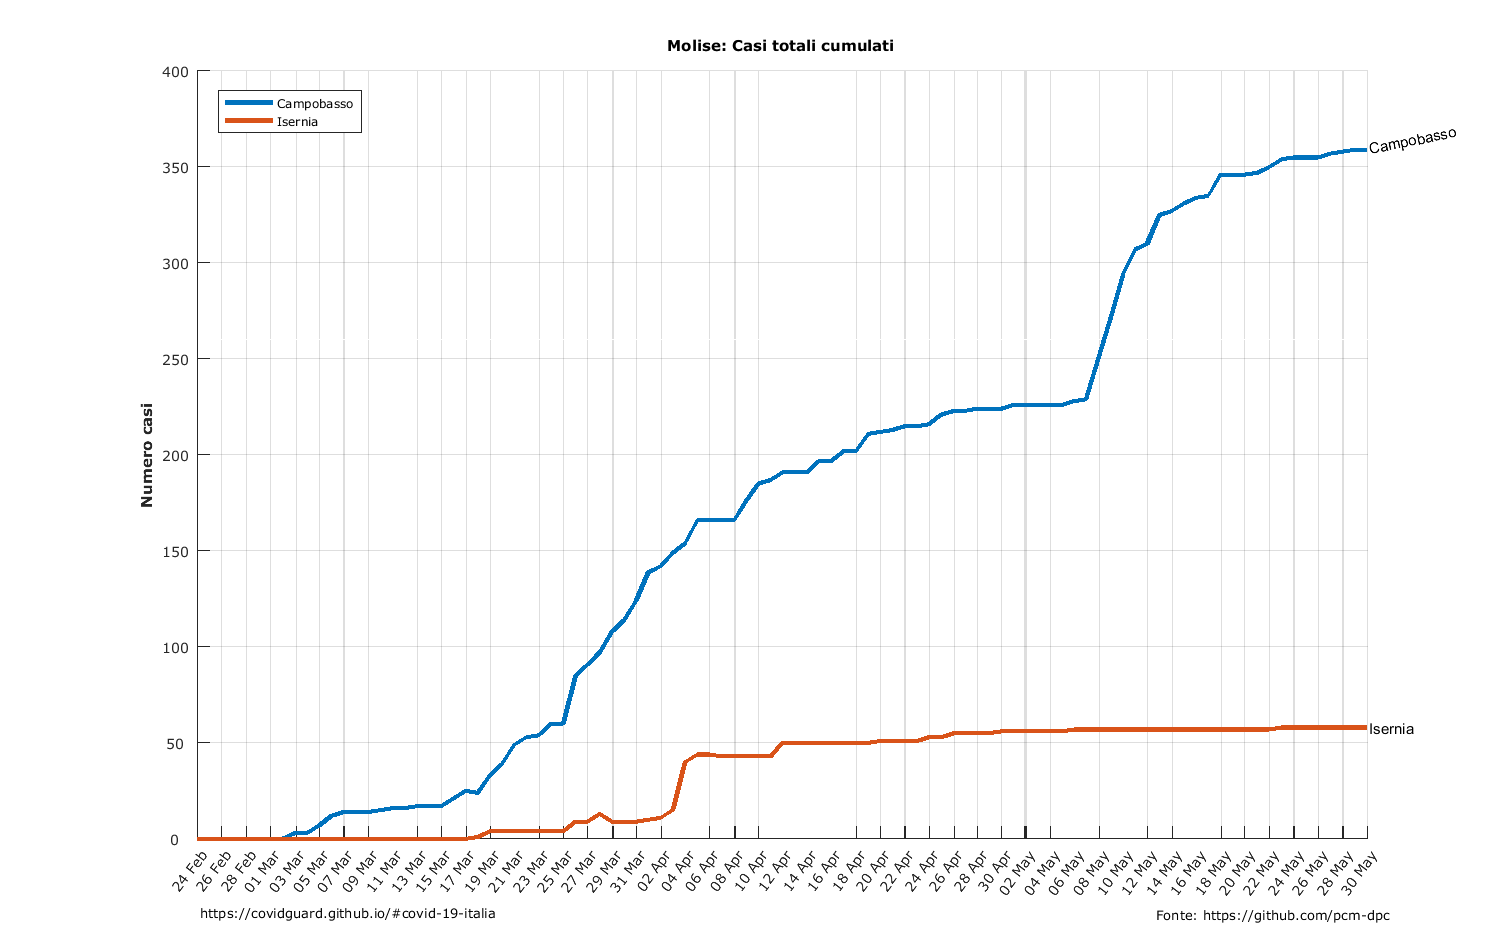 Molise: Casi totali cumulati
Campobasso
Isernia
Numero casi
400
350
300
250
200
150
100
50
0
Campobasso
Isernia
24 Feb
26 Feb
28 Feb
01 Mar
03 Mar
05 Mar
07 Mar
09 Mar
11 Mar
13 Mar
15 Mar
17 Mar
19 Mar
21 Mar
23 Mar
25 Mar
27 Mar
29 Mar
31 Mar
02 Apr
04 Apr
06 Apr
08 Apr
10 Apr
12 Apr
14 Apr
16 Apr
18 Apr
20 Apr
22 Apr
24 Apr
26 Apr
28 Apr
30 Apr
02 May
04 May
06 May
08 May
10 May
12 May
14 May
16 May
18 May
20 May
22 May
24 May
26 May
28 May
30 May
https://covidguard.github.io/#covid-19-italia
Fonte: https://github.com/pcm-dpc